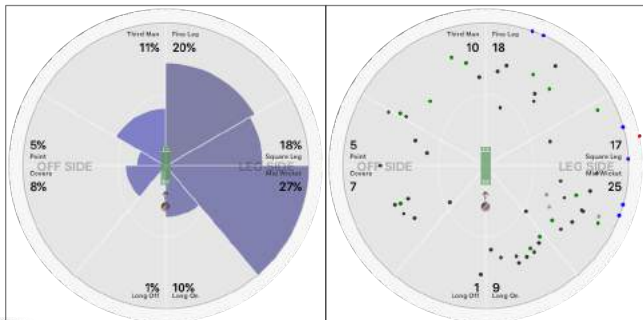 Third Man Fine Leg
11% 20%
5%
Point
OFF SIDE
Covers
8%
18%
Square Leg
LEG SIDE
Mid Wicket
27%
1% 10%
Long Off Long On
Third Man Fine Leg
10 18
5
Point
OFF SIDE
Covers
7
17
Square Leg
LEG SIDE
Mid Wicket
25
1 9
Long Off Long On